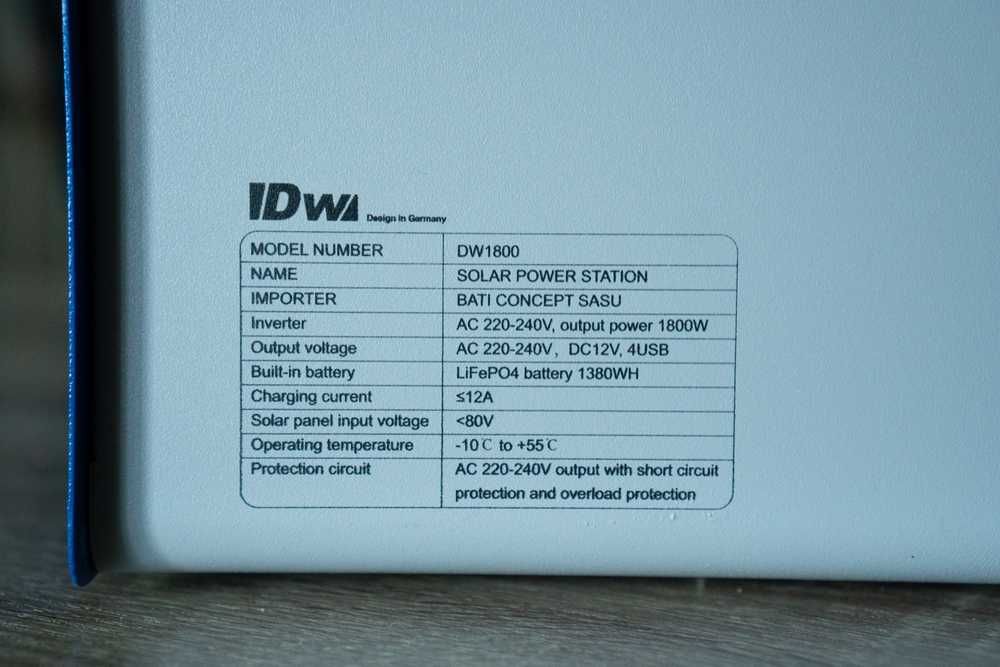 IDWA Design in Germany
MODEL NUMBER DW1800
NAME SOLAR POWER STATION
IMPORTER BATI CONCEPT SASU
Inverter AC 220-240V, output power 1800W
Output voltage AC 220-240V, DC12V, 4USB
Built-in battery LiFePO4 battery 1380WH
Charging current ≤12A
Solar panel input voltage <80V
Operating temperature -10℃ to +55℃
Protection circuit AC 220-240V output with short circuit
protection and overload protection